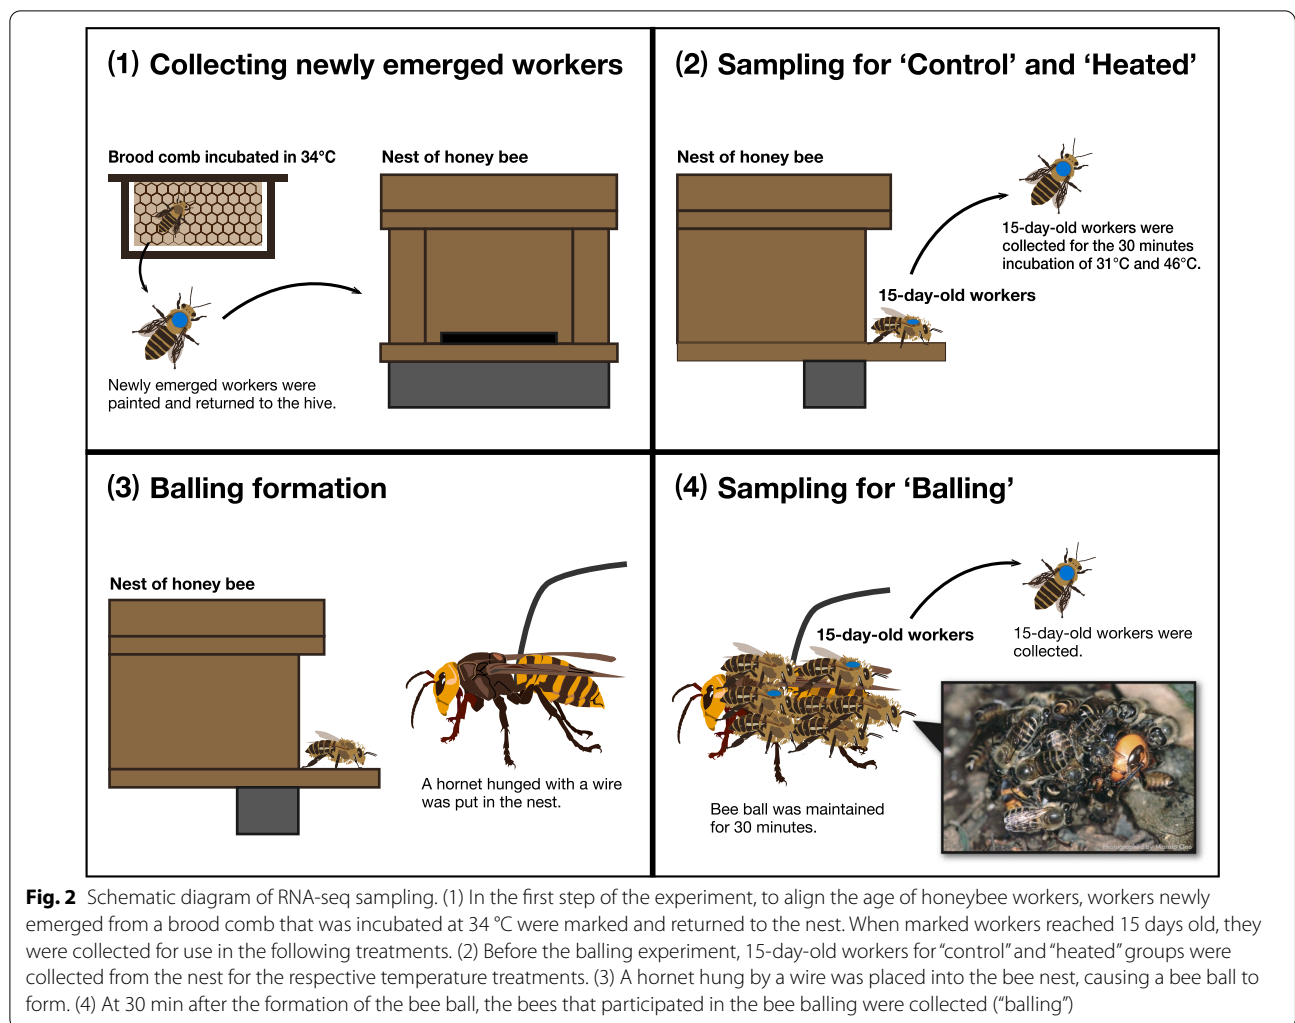 (1) Collecting newly emerged workers
Brood comb incubated in 34°C
Nest of honey bee
Newly emerged workers were
painted and returned to the hive.
(2) Sampling for ‘Control’ and ‘Heated’
Nest of honey bee
15-day-old workers were
collected for the 30 minutes
incubation of 31°C and 46°C.
15-day-old workers
(3) Balling formation
Nest of honey bee
A hornet hunged with a wire
was put in the nest.
(4) Sampling for ‘Balling’
15-day-old workers
15-day-old workers were
collected.
Bee ball was maintained
for 30 minutes.
Photographed by Masato Ono
Fig. 2 Schematic diagram of RNA-seq sampling. (1) In the first step of the experiment, to align the age of honeybee workers, workers newly
emerged from a brood comb that was incubated at 34 °C were marked and returned to the nest. When marked workers reached 15 days old, they
were collected for use in the following treatments. (2) Before the balling experiment, 15-day-old workers for “control” and “heated” groups were
collected from the nest for the respective temperature treatments. (3) A hornet hung by a wire was placed into the bee nest, causing a bee ball to
form. (4) At 30 min after the formation of the bee ball, the bees that participated in the bee balling were collected (“balling”)